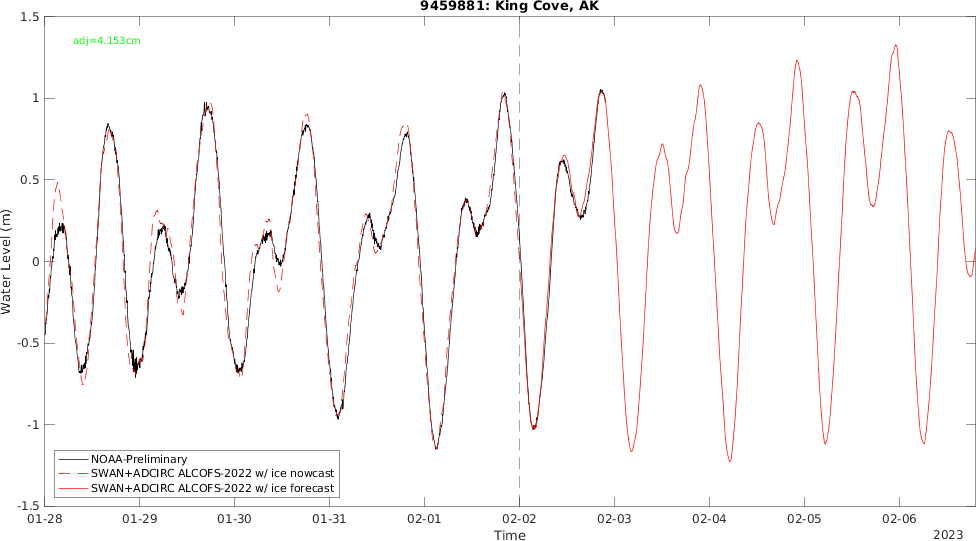 9459881: King Cove, AK
1.5
adj=4.153cm
1
0.5
0
-0.5
-1
-1.5
Water Level (m)
NOAA-Preliminary
SWAN+ADCIRC ALCOFS-2022 w/ ice nowcast
SWAN+ADCIRC ALCOFS-2022 w/ ice forecast
01-28 01-29 01-30 01-31 02-01 02-02 02-03 02-04 02-05 02-06
Time
2023